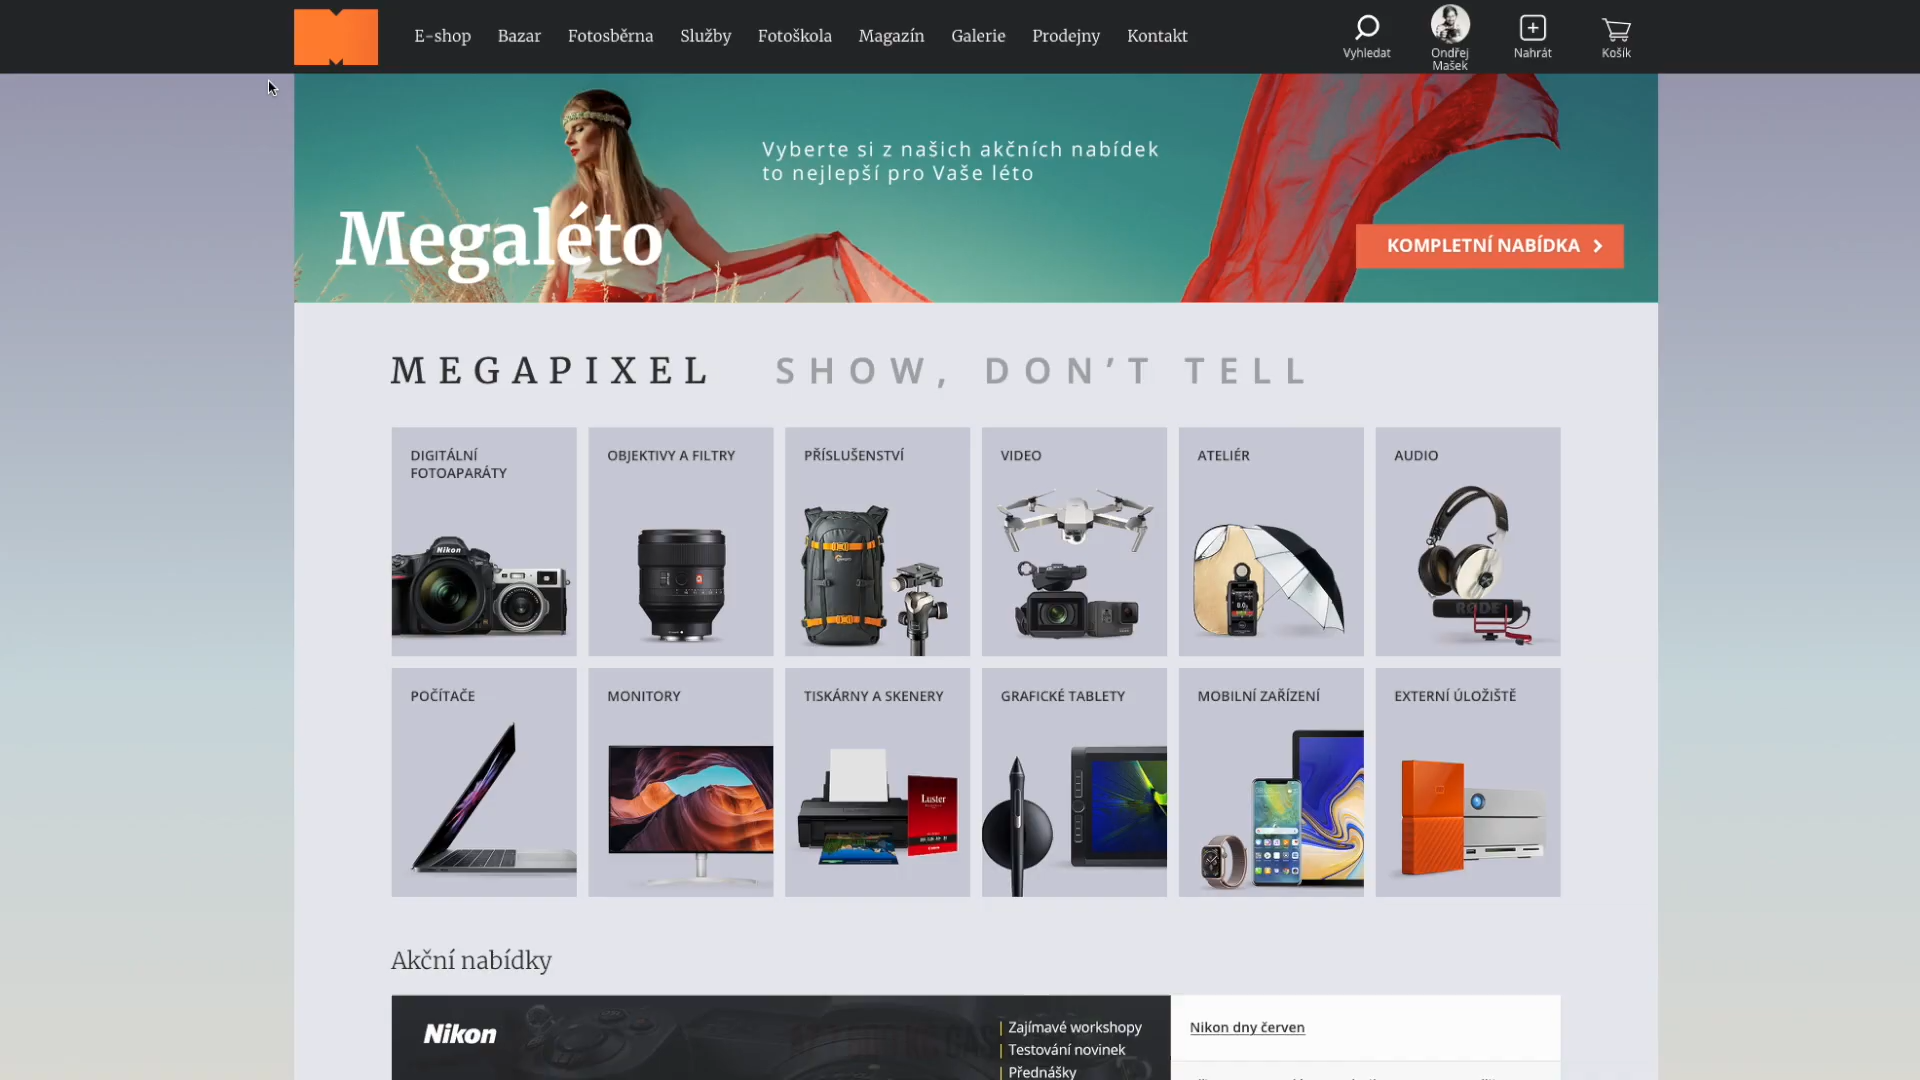 E-shop Bazar Fotosběrna Služby Fotoškola Magazín Galerie Prodejny Kontakt
Vyhledat
Ondřej
Mašek
Nahrát
Košík
Vyberte si z našich akčních nabídek
to nejlepší pro Vaše léto
Megaléto
KOMPLETNÍ NABÍDKA
MEGAPIXEL SHOW, DON'T TELL
DIGITÁLNÍ
FOTOAPARÁTY
OBJEKTIVY A FILTRY
PŘÍSLUŠENSTVÍ
VIDEO
ATELIÉR
AUDIO
Nikon
RØDE
POČÍTAČE
MONITORY
TISKÁRNY A SKENERY
GRAFICKÉ TABLETY
MOBILNÍ ZAŘÍZENÍ
EXTERNÍ ÚLOŽIŠTĚ
Luster
Akční nabídky
Nikon
Zajímavé workshopy
Testování novinek
Přednášky
Nikon dny červen